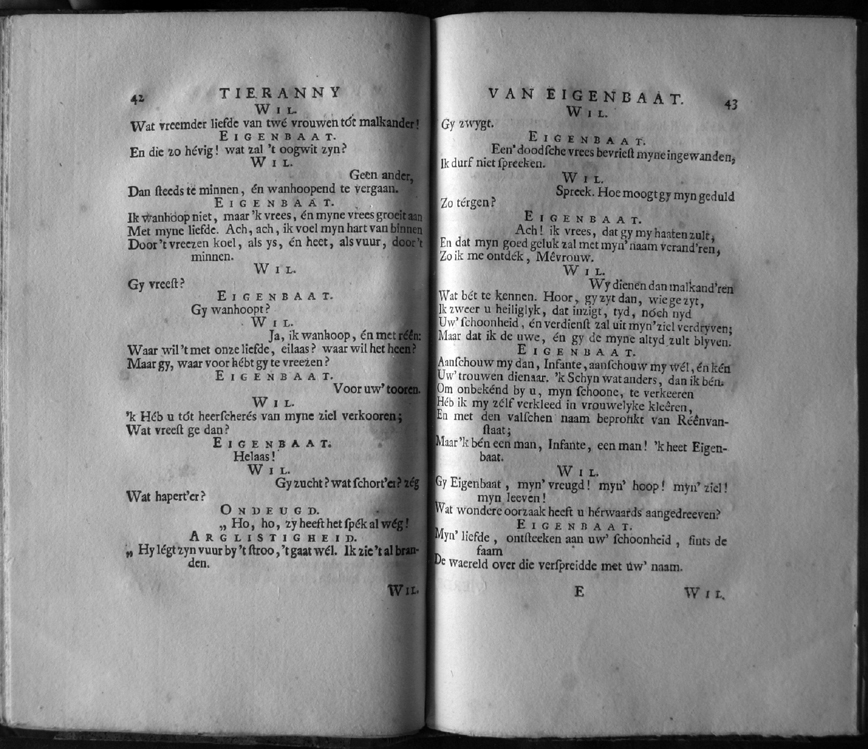 42 TIERANNY
WIL.
Wat vreemder liefde van twé vrouwen tót malkander!
EIGENBAAT.
En die zo hévig! wat zal 't oogwit zyn?
WIL.
Geen ander,
Dan ſteeds te minnen, én wanhoopend te vergaan.
EIGENBAAT.
Ik wanhoop niet, maar 'k vrees, én myne vrees groeit aan
Met myne liefde. Ach, ach, ik voel myn hart van binnen
Door 't vreezen koel, als ys, én heet, als vuur, door 't
minnen.
WIL.
Gy vreeſt?
EIGENBAAT.
Gy wanhoopt?
WIL.
Ja, ik wanhoop, én met réén:
Waar wil 't met onze liefde, eilaas? waar wil het heen?
Maar gy, waar voor hébt gy te vreezen?
EIGENBAAT.
Voor uw' tooren.
WIL.
'k Héb u tót heerſcherés van myne ziel verkooren;
Wat vreeſt ge dan?
EIGENBAAT.
Helaas!
WIL.
Gy zucht? wat ſchort'er? zég
Wat hapert'er?
ONDEUGD.
„ Ho, ho, zy heeft het ſpék al wég!
ARGLISTIGHEID.
„ Hy légt zyn vuur by 't ſtroo, 't gaat wél. Ik zie 't al bran-
den.
WIL.
VAN EIGENBAAT. 43
WIL.
Gy zwygt.
EIGENBAAT.
Een' doodſche vrees bevrieſt myne ingewanden;
Ik durf niet ſpreeken.
WIL.
Spreek. Hoe moogt gy myn geduld
Zo térgen?
EIGENBAAT.
Ach! ik vrees, dat gy my haaten zult,
En dat myn goed geluk zal met myn' naam verand'ren,
Zo ik me ontdék, Mévrouw.
WIL.
Wy dienen dan malkand'ren
Wat bét te kennen. Hoor, gy zyt dan, wie ge zyt,
Ik zweer u heiliglyk, dat inzigt, tyd, nóch nyd
Uw' ſchoonheid, én verdienſt zal uit myn' ziel verdryven;
Maar dat ik de uwe, én gy de myne altyd zult blyven.
EIGENBAAT.
Aanſchouw my dan, Infante, aanſchouw my wél, én kén
Uw' trouwen dienaar. 'k Schyn wat anders, dan ik bén.
Om onbekénd by u, myn ſchoone, te verkeeren
Héb ik my zélf verkleed in vrouwelyke kleêren,
En met den valſchen naam bepronkt van Réênvan-
ſtaat;
Maar 'k bén een man, Infante, een man! 'k heet Eigen-
baat.
WIL.
Gy Eigenbaat, myn' vreugd! myn' hoop! myn' ziel!
myn leeven!
Wat wondere oorzaak heeft u hérwaards aangedreeven?
EIGENBAAT.
Myn' liefde, ontſteeken aan uw' ſchoonheid, ſints de
faam
De waereld over die verſpreidde met uw' naam.
E WIL.